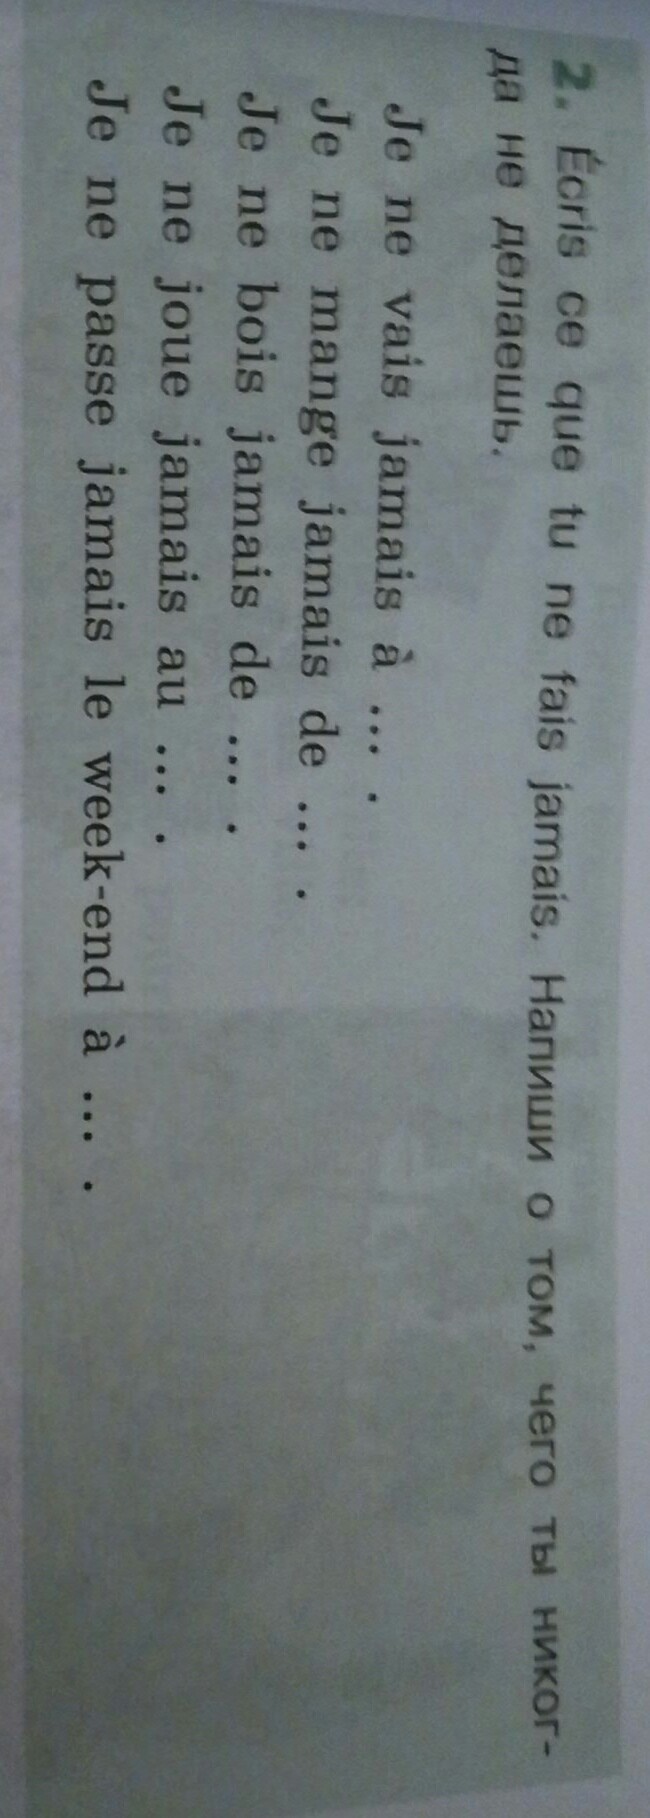 2. Écris ce que tu ne fais jamais. Напиши о том, чего ты никог-
да не делаешь.
Je ne vais jamais à ... .
Je ne mange jamais de ... .
Je ne bois jamais de ... .
Je ne joue jamais au ... .
Je ne passe jamais le week-end à ... .